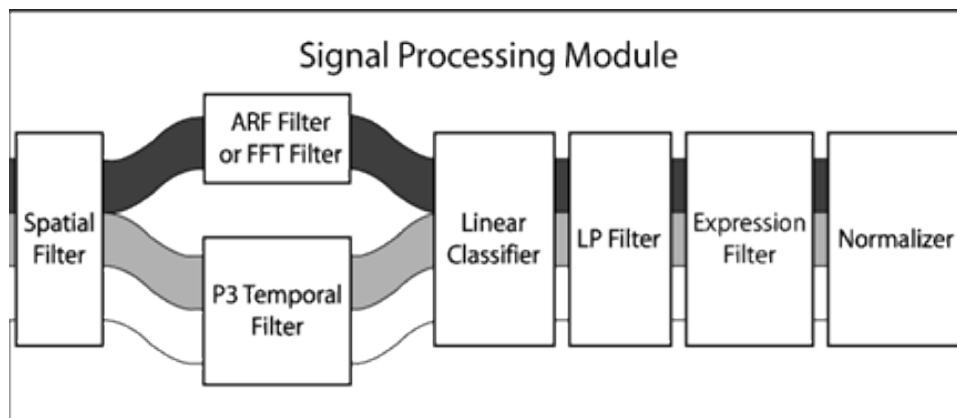 Signal Processing Module
ARF Filter
or FFT Filter
Spatial
Filter
P3 Temporal
Filter
Linear
Classifier
LP Filter
Expression
Filter
Normalizer